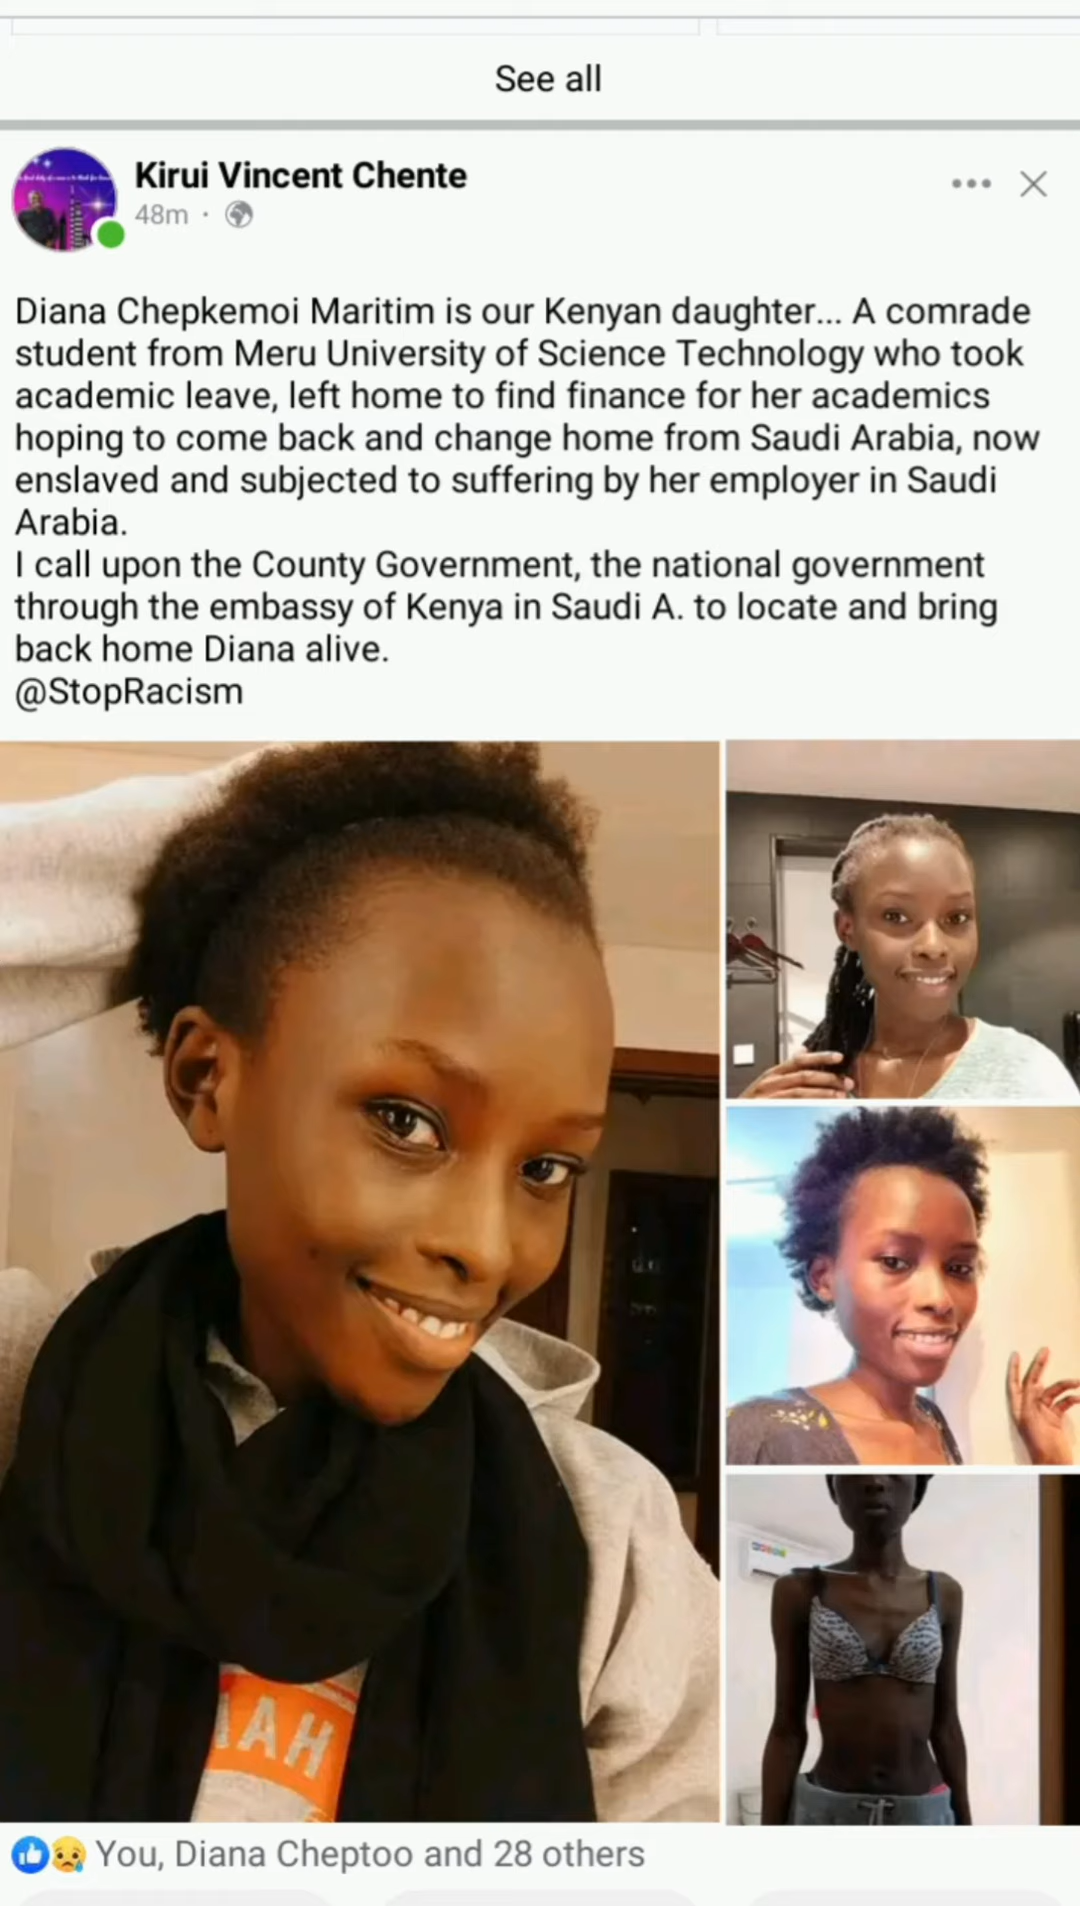 See all
Kirui Vincent Chente
48m ·
Diana Chepkemoi Maritim is our Kenyan daughter... A comrade
student from Meru University of Science Technology who took
academic leave, left home to find finance for her academics
hoping to come back and change home from Saudi Arabia, now
enslaved and subjected to suffering by her employer in Saudi
Arabia.
I call upon the County Government, the national government
through the embassy of Kenya in Saudi A. to locate and bring
back home Diana alive.
@StopRacism
IAH
You, Diana Cheptoo and 28 others